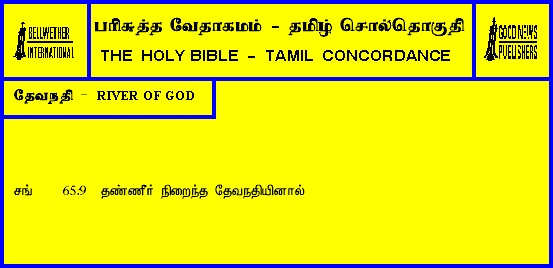 BELLWETHER
INTERNATIONAL
பரிசுத்த வேதாகமம் - தமிழ் சொல்தொகுதி
THE HOLY BIBLE - TAMIL CONCORDANCE
GOOD NEWS
PUBLISHERS
தேவநதி - RIVER OF GOD
சங் 65.9 தண்ணீர் நிறைந்த தேவநதியினால்